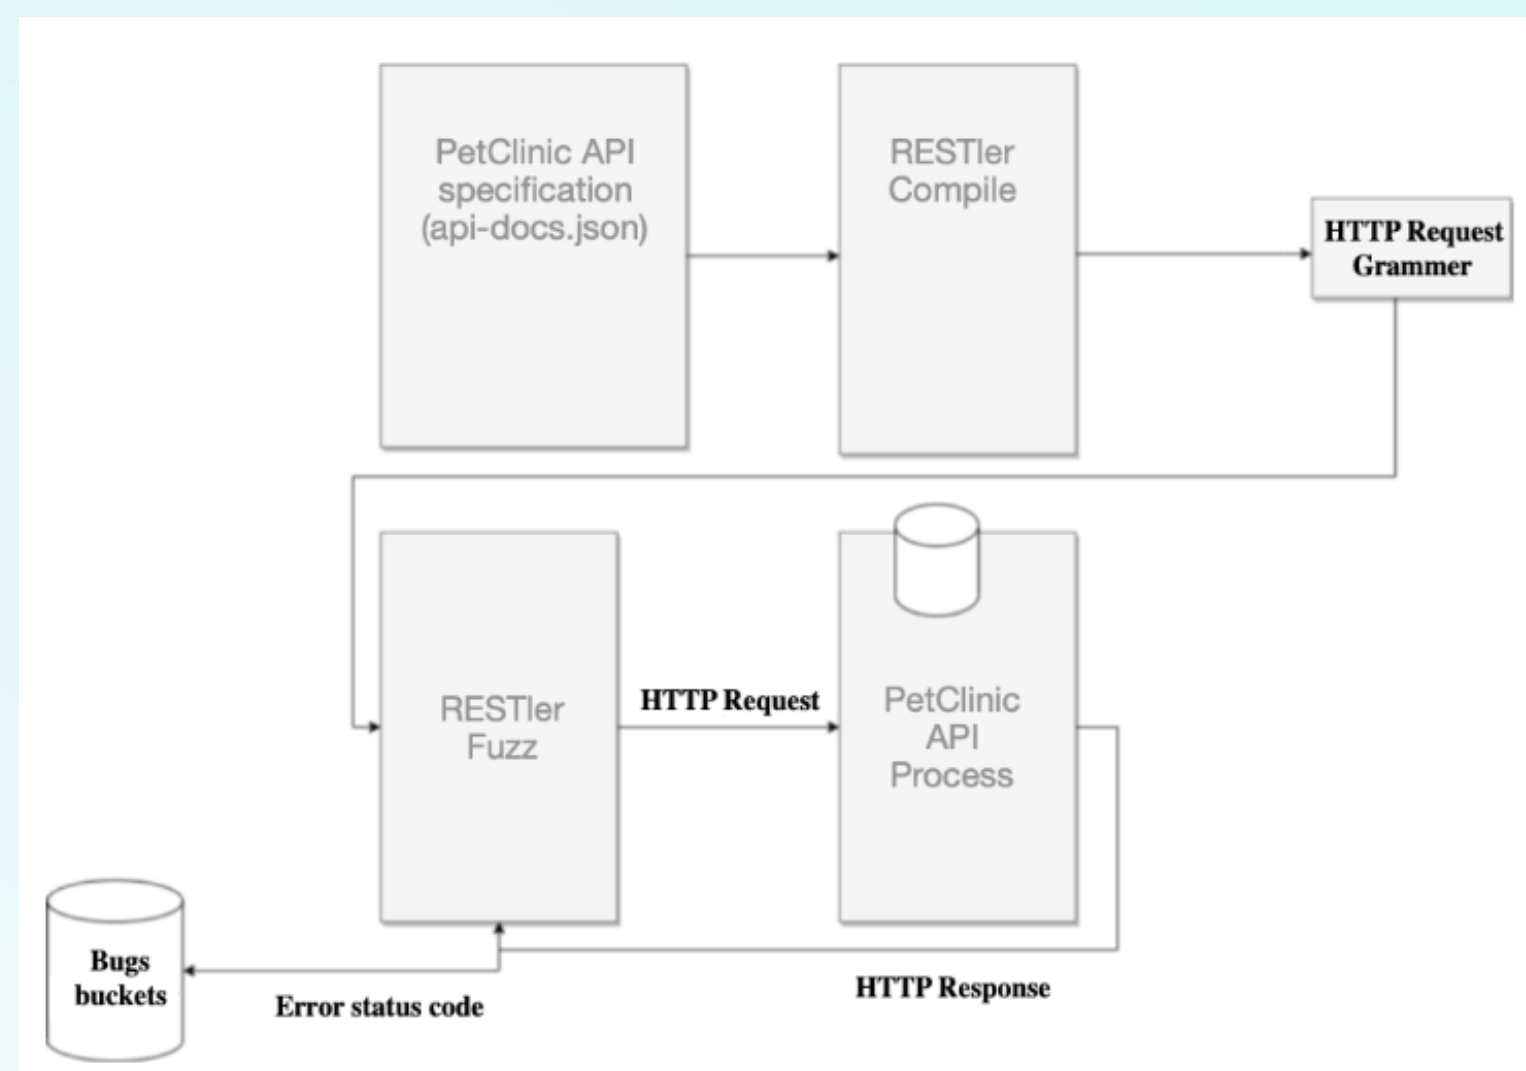 PetClinic API
specification
(api-docs.json)
RESTler
Compile
HTTP Request
Grammer
RESTler
Fuzz
HTTP Request
PetClinic
API
Process
Bugs
buckets
Error status code
HTTP Response